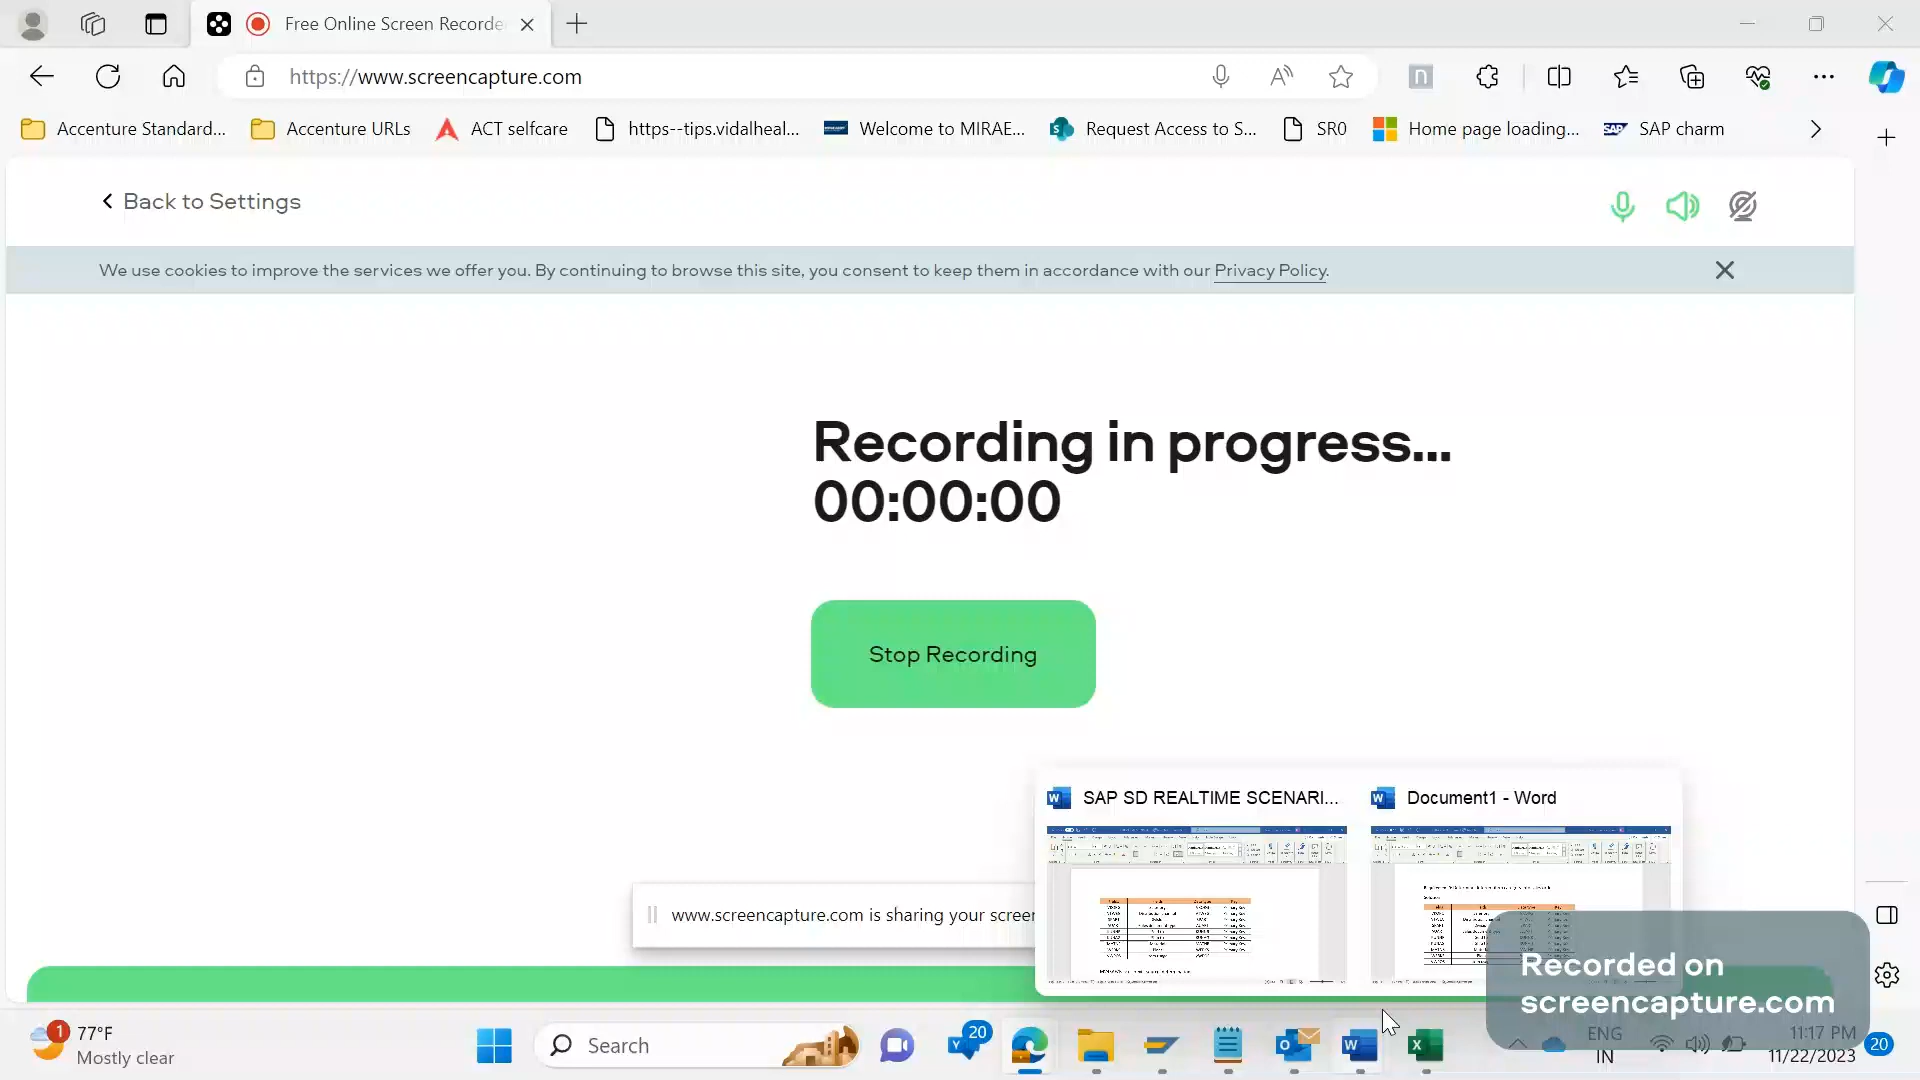 Free Online Screen Recorde
https://www.screencapture.com
Accenture Standard...
Accenture URLs
ACT selfcare
https--tips.vidalheal...
Welcome to MIRAE...
Request Access to S...
SR0
Home page loading...
SAP charm
Back to Settings
We use cookies to improve the services we offer you. By continuing to browse this site, you consent to keep them in accordance with our Privacy Policy.
Recording in progress...
00:00:00
Stop Recording
SAP SD REALTIME SCENARI...
Document1 - Word
www.screencapture.com is sharing your screen
Recorded on
screencapture.com
1
77°F
Mostly clear
Search
20
ENG
IN
11:17 PM
11/22/2023
20